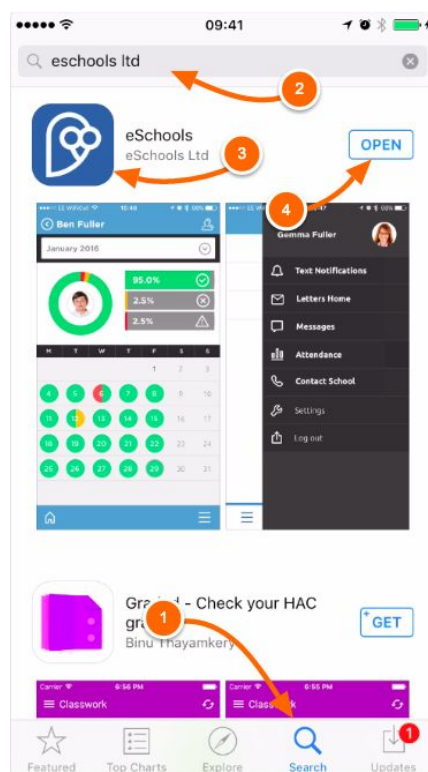 09:41
eschools ltd
2
eSchools
eSchools Ltd
3
OPEN
4
Ben Fuller
January 2016
95.0%
2.5%
2.5%
M T W T F S S
1 2 3
4 5 6 7 8 9 10
11 12 13 14 15 16 17
18 19 20 21 22 23 24
25 26 27 28 29 30 31
Gemma Fuller
Text Notifications
Letters Home
Messages
Attendance
Contact School
Settings
Log out
- Check your HAC
1
Binu Thayamkery
GET
Carrier 6:56 PM
Classwork
Carrier 6:55 PM
1
Featured
Top Charts
Explore
Search
Updates